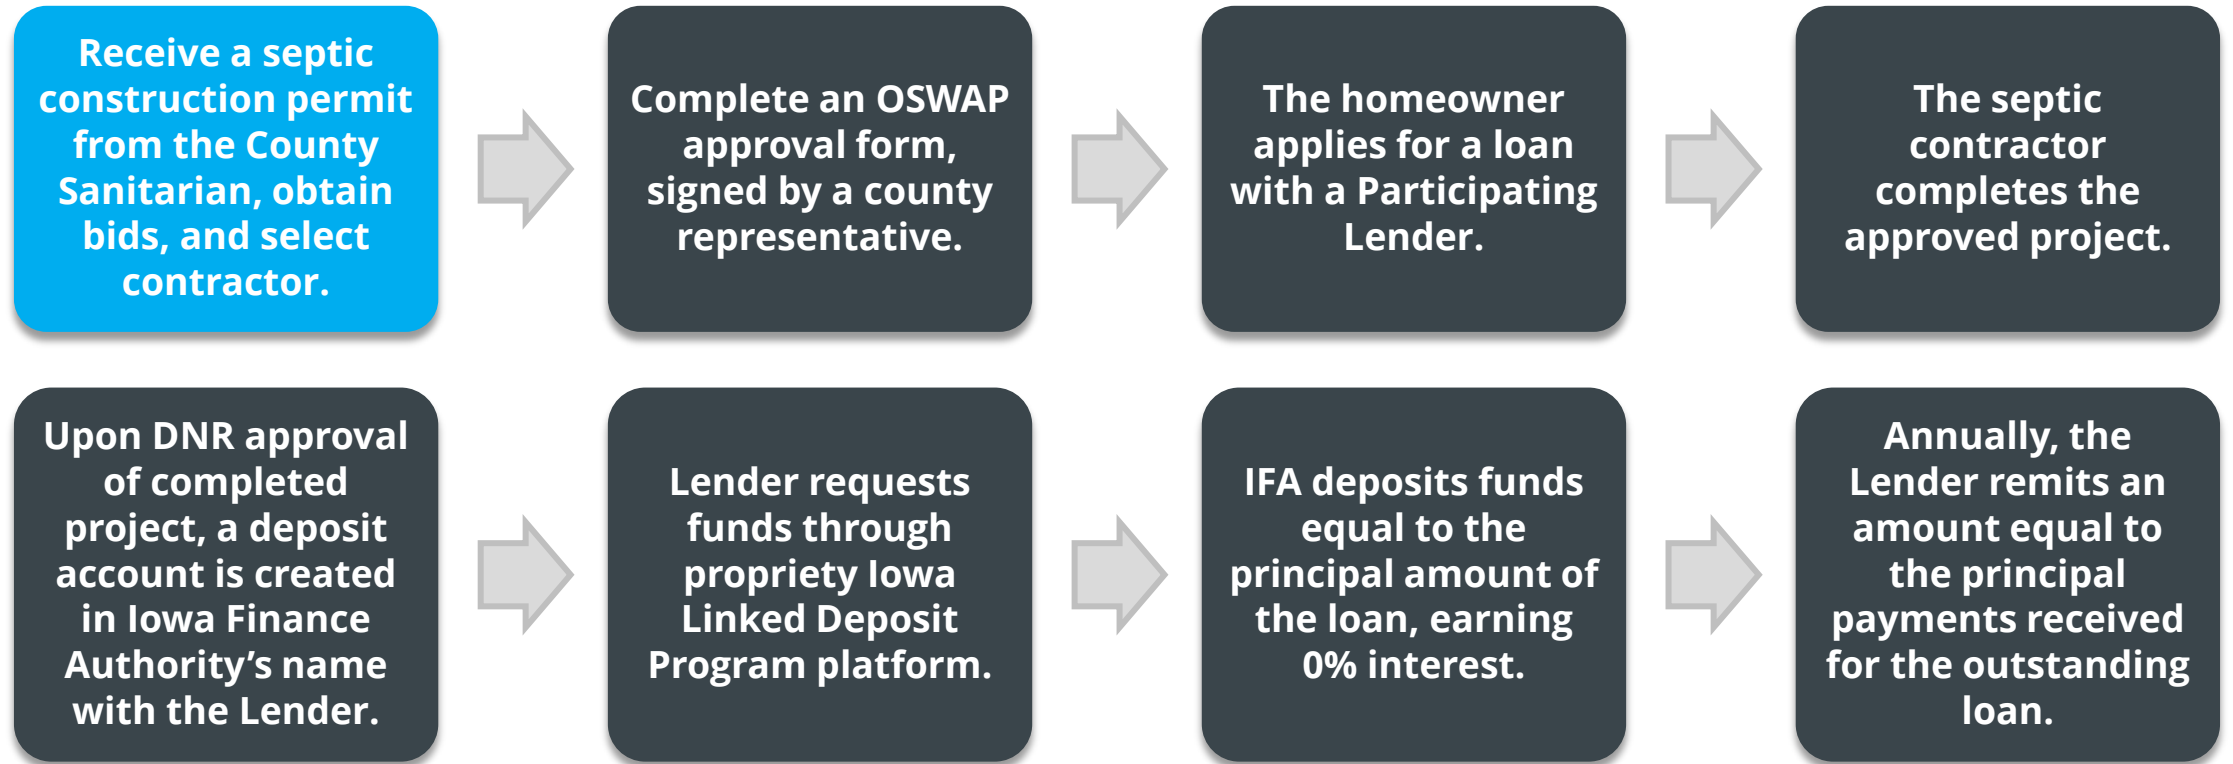 Receive a septic
construction permit
from the County
Sanitarian, obtain
bids, and select
contractor.
Complete an OSWAP
approval form,
signed by a county
representative.
The homeowner
applies for a loan
with a Participating
Lender.
The septic
contractor
completes the
approved project.
Upon DNR approval
of completed
project, a deposit
account is created
in Iowa Finance
Authority’s name
with the Lender.
Lender requests
funds through
propriety Iowa
Linked Deposit
Program platform.
IFA deposits funds
equal to the
principal amount of
the loan, earning
0% interest.
Annually, the
Lender remits an
amount equal to
the principal
payments received
for the outstanding
loan.